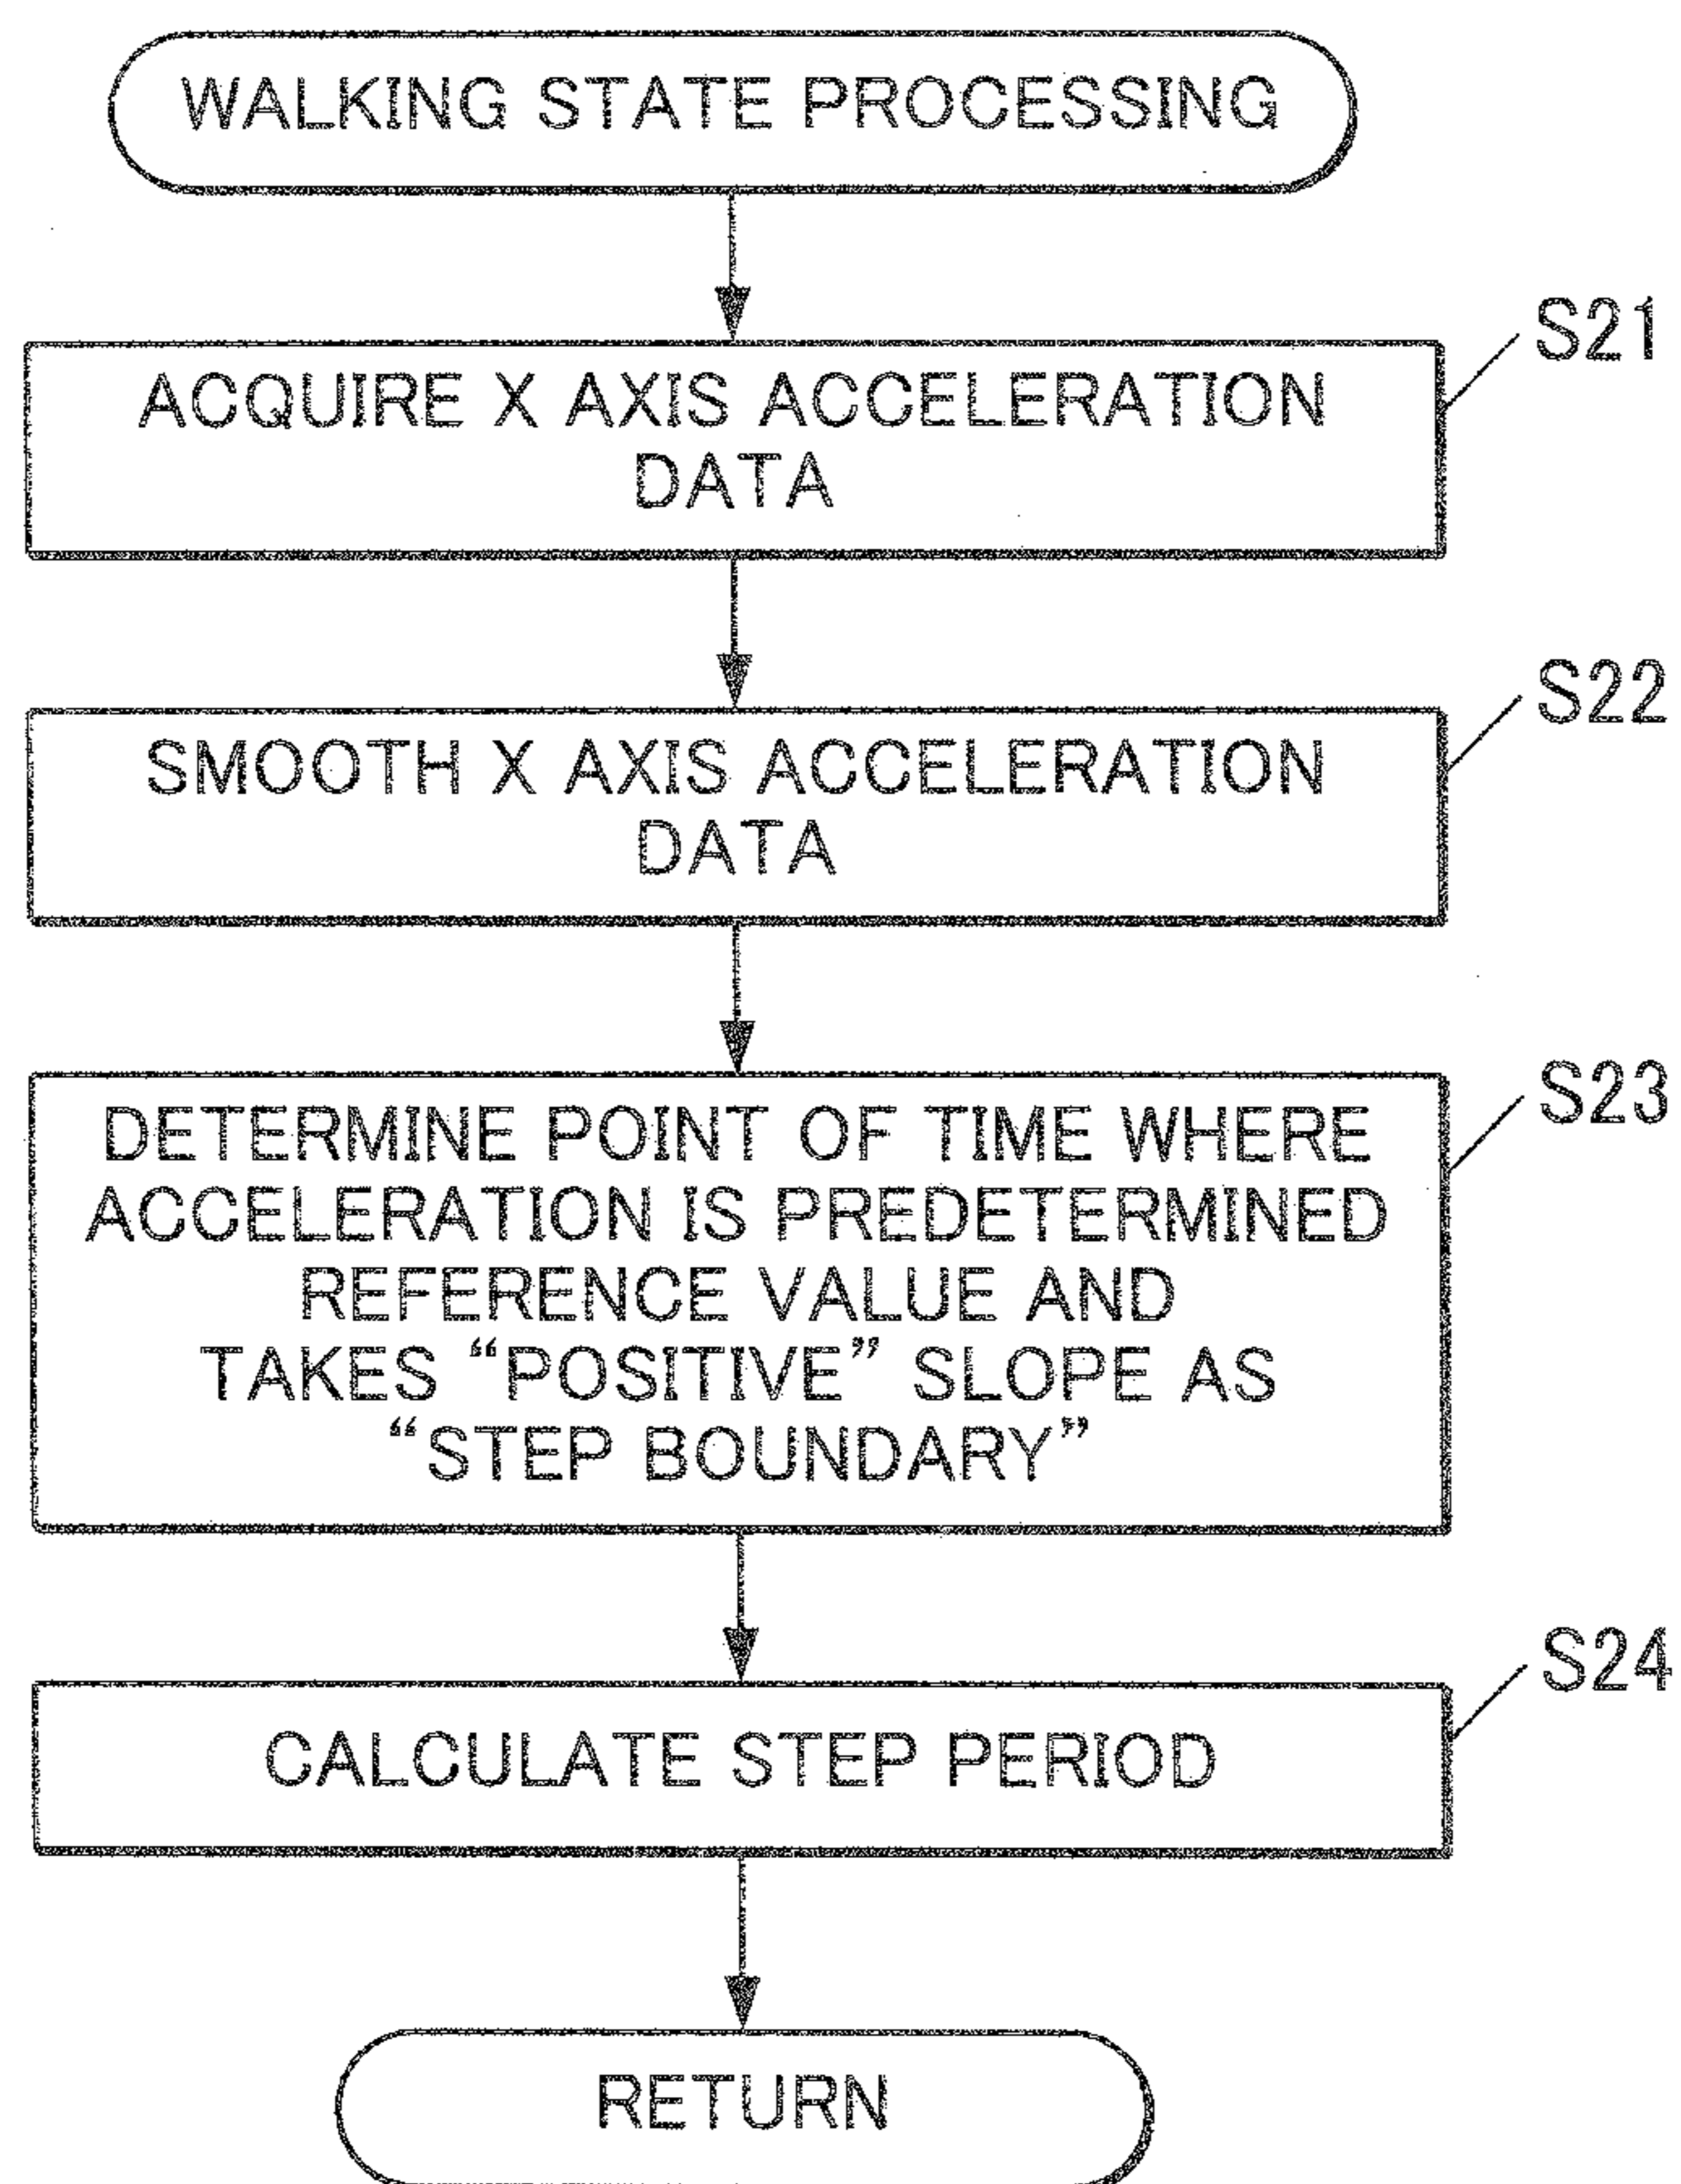 WALKING STATE PROCESSING
S21
ACQUIRE X AXIS ACCELERATION
DATA
S22
SMOOTH X AXIS ACCELERATION
DATA
S23
DETERMINE POINT OF TIME WHERE
ACCELERATION IS PREDETERMINED
REFERENCE VALUE AND
TAKES “POSITIVE” SLOPE AS
“STEP BOUNDARY”
S24
CALCULATE STEP PERIOD
RETURN